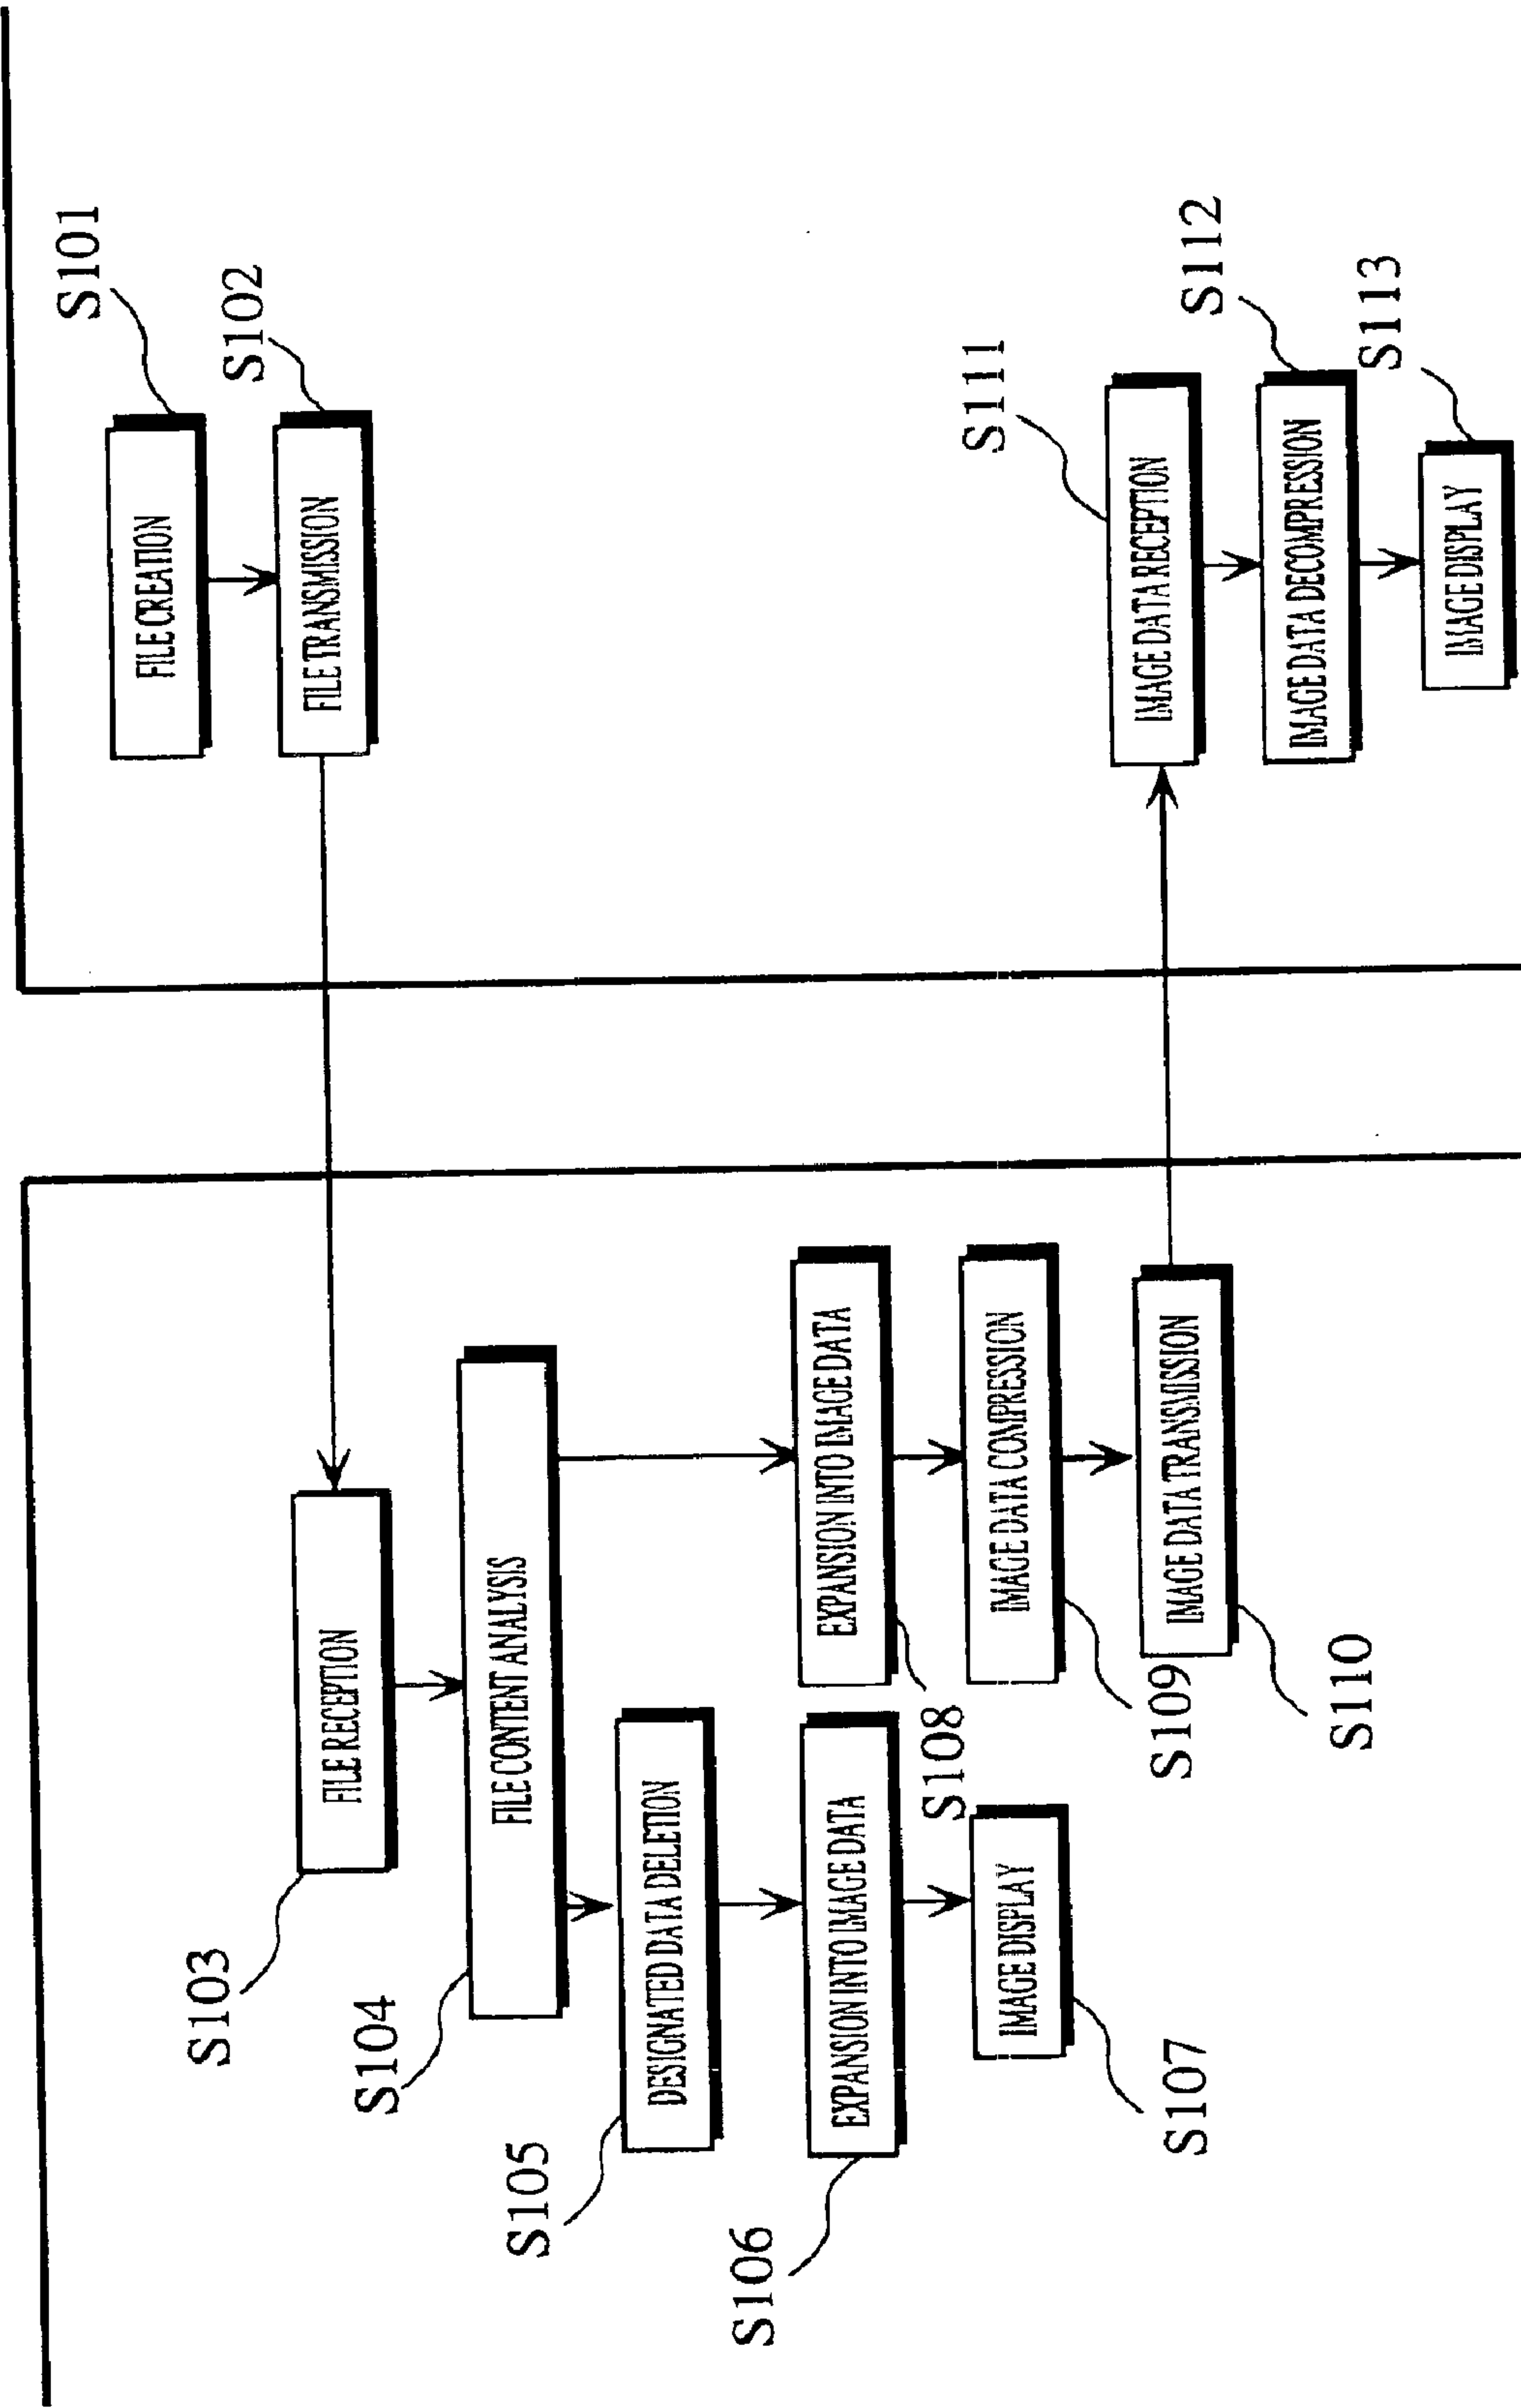 S101
FILE CREATION
S102
FILE TRANSMISSION
S103
FILE RECEPTION
S104
FILE CONTENT ANALYSIS
S105
DESIGNATED DATA DELETION
S106
EXPANSION INTO IMAGE DATA
S107
IMAGE DISPLAY
S108
EXPANSION INTO IMAGE DATA
S109
IMAGE DATA COMPRESSION
S110
IMAGE DATA TRANSMISSION
S111
IMAGE DATA RECEPTION
S112
IMAGE DATA DECOMPRESSION
S113
IMAGE DISPLAY